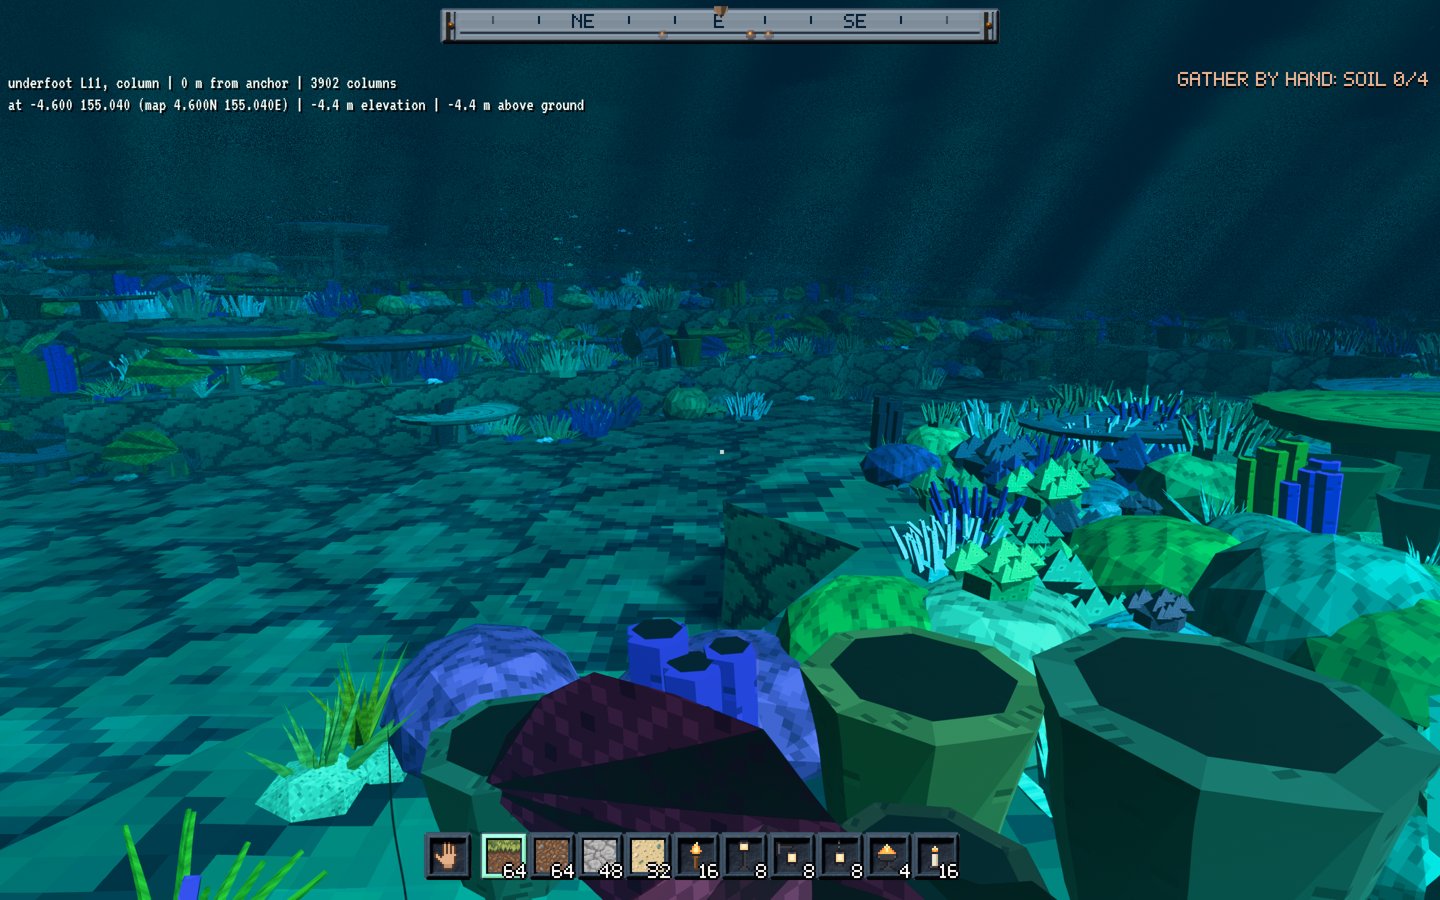 NE E SE
underfoot L11, column | 0 m from anchor | 3902 columns
GATHER BY HAND: SOIL 0/4
at -4.600 155.040 (map 4.600N 155.040E) | -4.4 m elevation | -4.4 m above ground
64 64 48 32 16 8 8 8 4 16